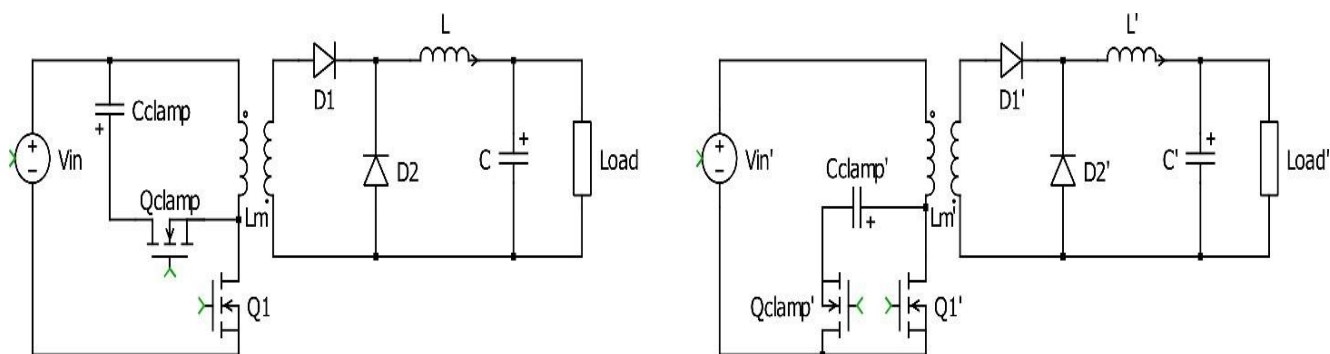 L
D1
Cclamp
+
+
-
Vin
Qclamp
Lm
Q1
D2
+
C
Load
L'
D1'
+
-
Vin'
Cclamp'
+
Lm'
Qclamp'
Q1'
D2'
+
C'
Load"